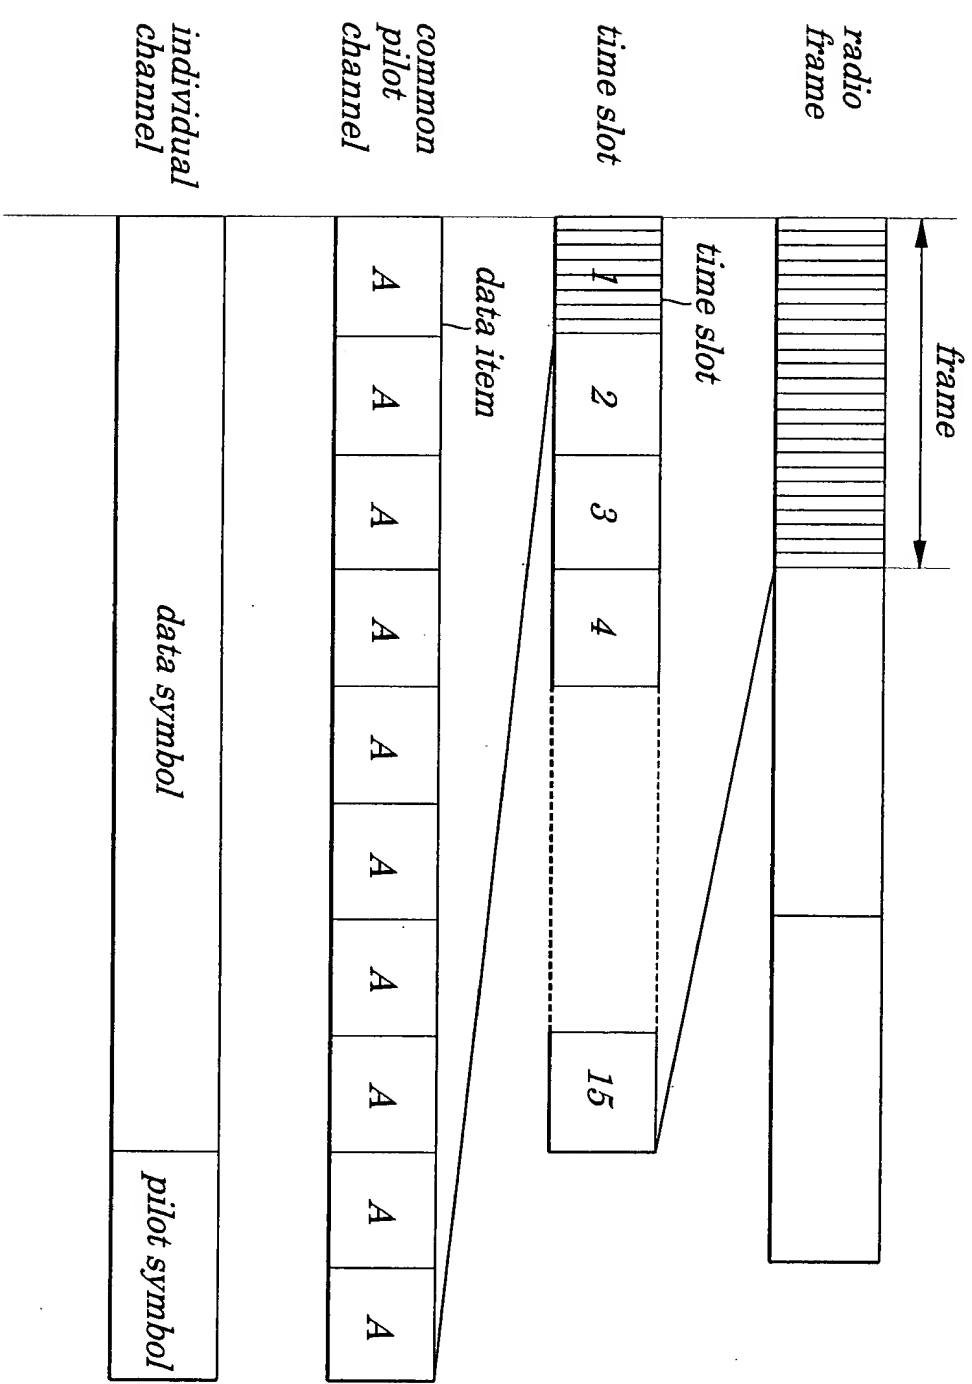 frame
radio
frame
time slot
time slot
1 2 3 4 15
data item
common
pilot
channel
A A A A A A A A A A
individual
channel
data symbol pilot symbol